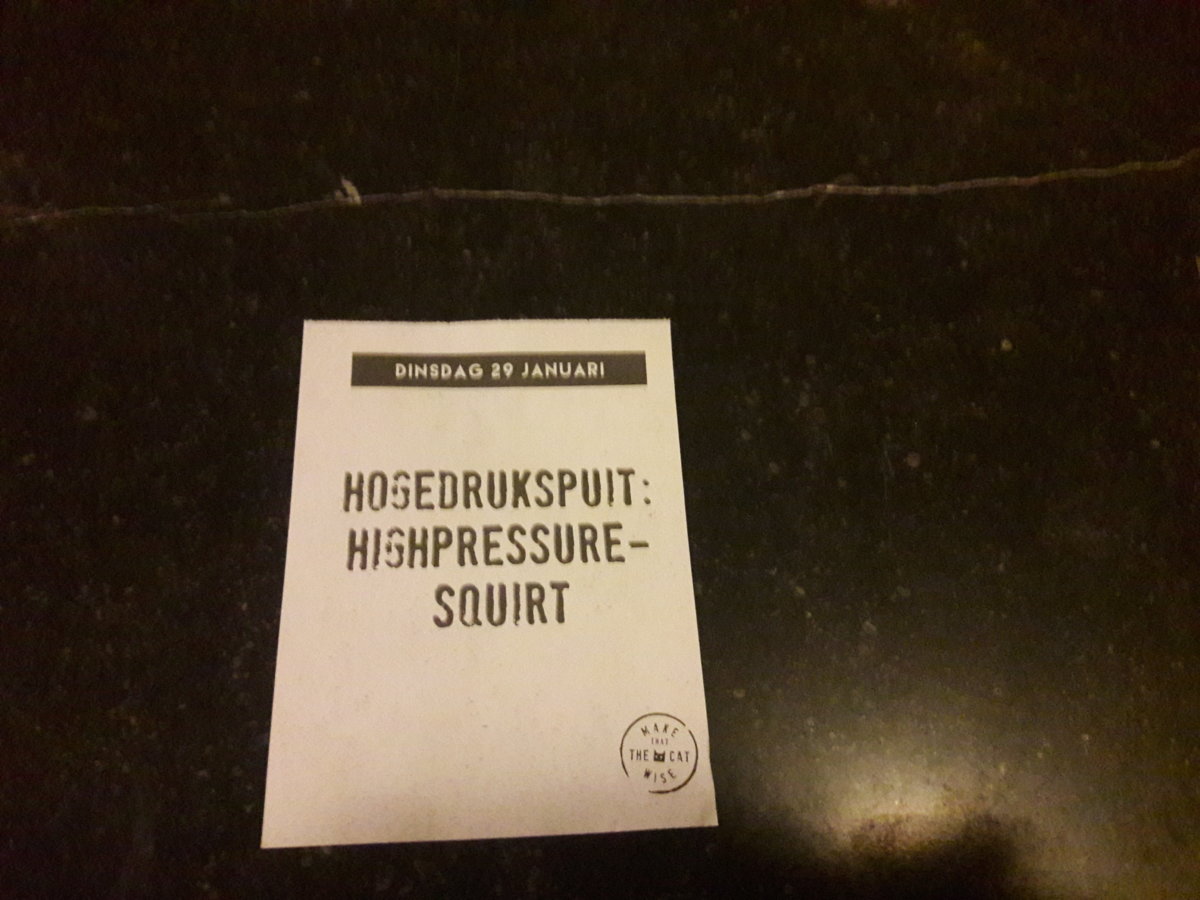 DINSDAG 29 JANUARI
HOGEDRUKSPUIT:
HIGHPRESSURE-
SQUIRT
MAKE
THAT
THE CAT
WISE